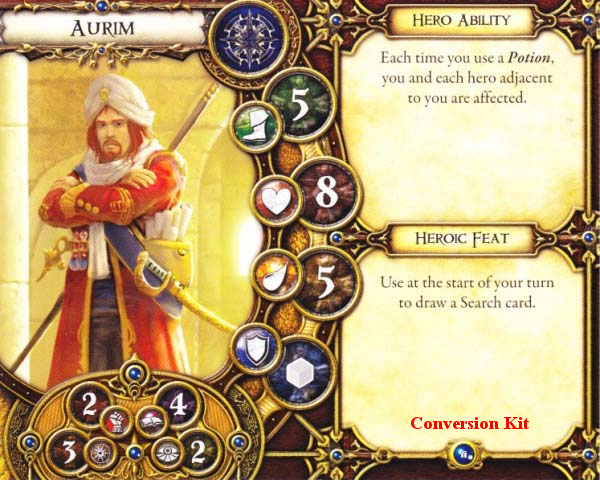 AURIM
5
8
5
2
4
3
2
HERO ABILITY
Each time you use a Potion,
you and each hero adjacent
to you are affected.
HEROIC FEAT
Use at the start of your turn
to draw a Search card.
Conversion Kit